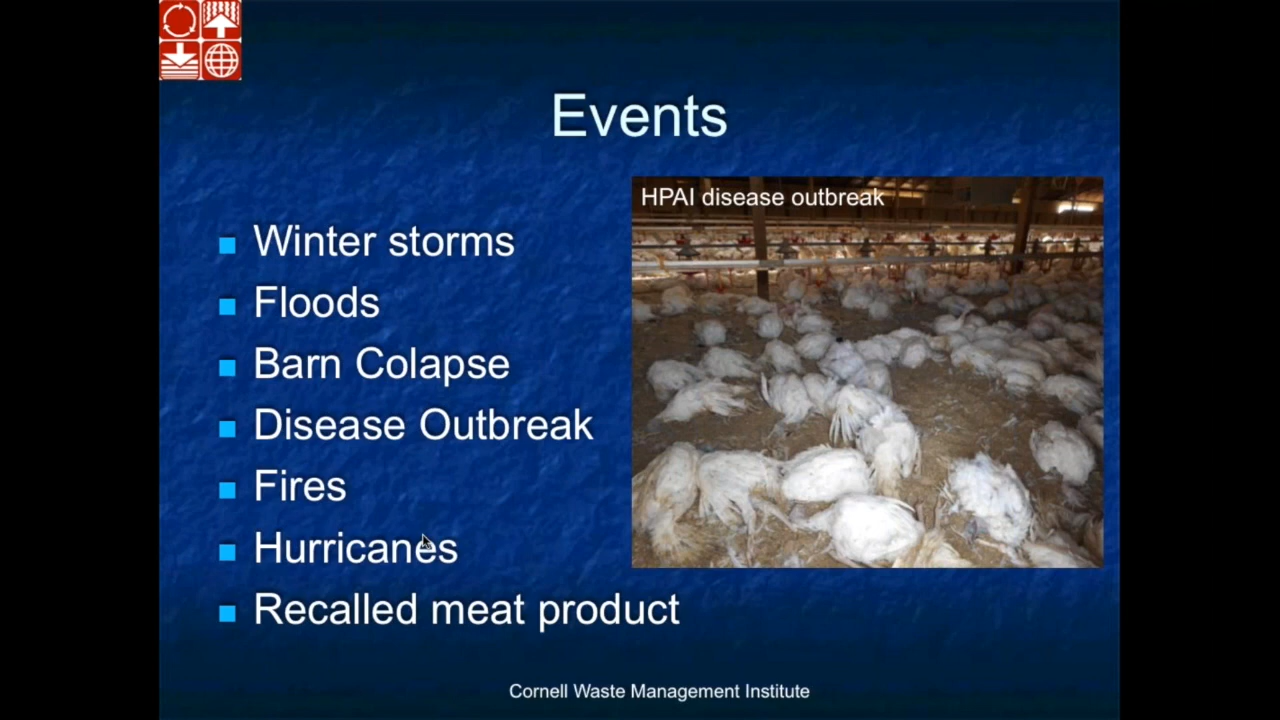 Events
HPAI disease outbreak
Winter storms
Floods
Barn Colapse
Disease Outbreak
Fires
Hurricanes
Recalled meat product
Cornell Waste Management Institute